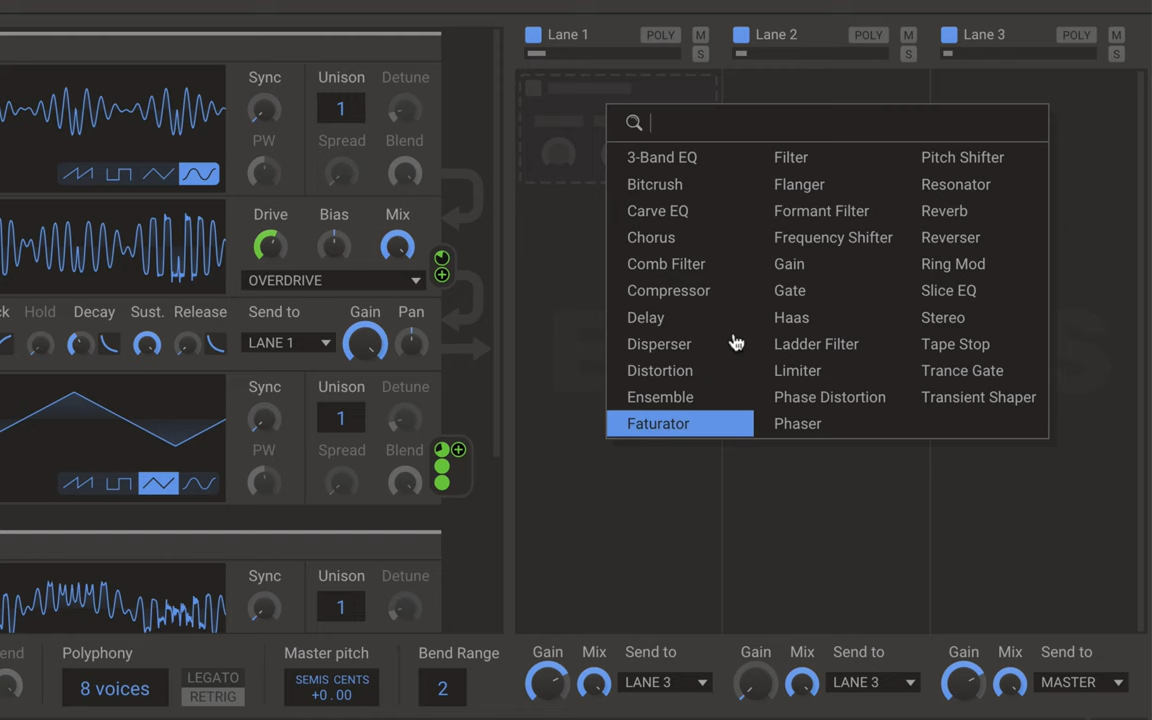 Lane 1 POLY M
S
Lane 2 POLY M
S
Lane 3 POLY M
S
Sync Unison Detune
1
PW Spread Blend
Drive Bias Mix
OVERDRIVE
Hold Decay Sust. Release
Send to Gain Pan
LANE 1
Sync Unison Detune
1
PW Spread Blend
Sync Unison Detune
1
3-Band EQ Filter Pitch Shifter
Bitcrush Flanger Resonator
Carve EQ Formant Filter Reverb
Chorus Frequency Shifter Reverser
Comb Filter Gain Ring Mod
Compressor Gate Slice EQ
Delay Haas Stereo
Disperser Ladder Filter Tape Stop
Distortion Limiter Trance Gate
Ensemble Phase Distortion Transient Shaper
Faturator Phaser
Polyphony Master pitch Bend Range
8 voices
LEGATO
RETRIG
SEMIS CENTS
+0.00
2
Gain Mix Send to
LANE 3
Gain Mix Send to
LANE 3
Gain Mix Send to
MASTER